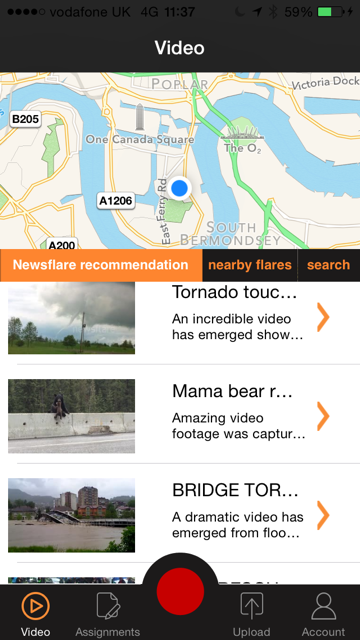 vodafone UK 4G 11:37 59%
Video
POPLAR
Victoria Dock
B205
One Canada Square
The O₂
A1206
East Ferry Rd
SOUTH
BERMONDSEY
A200
Newsflare recommendation nearby flares search
Tornado touc...
An incredible video
has emerged show...
Mama bear r...
Amazing video
footage was captur...
BRIDGE TOR...
A dramatic video has
emerged from floo...
Video Assignments Upload Account